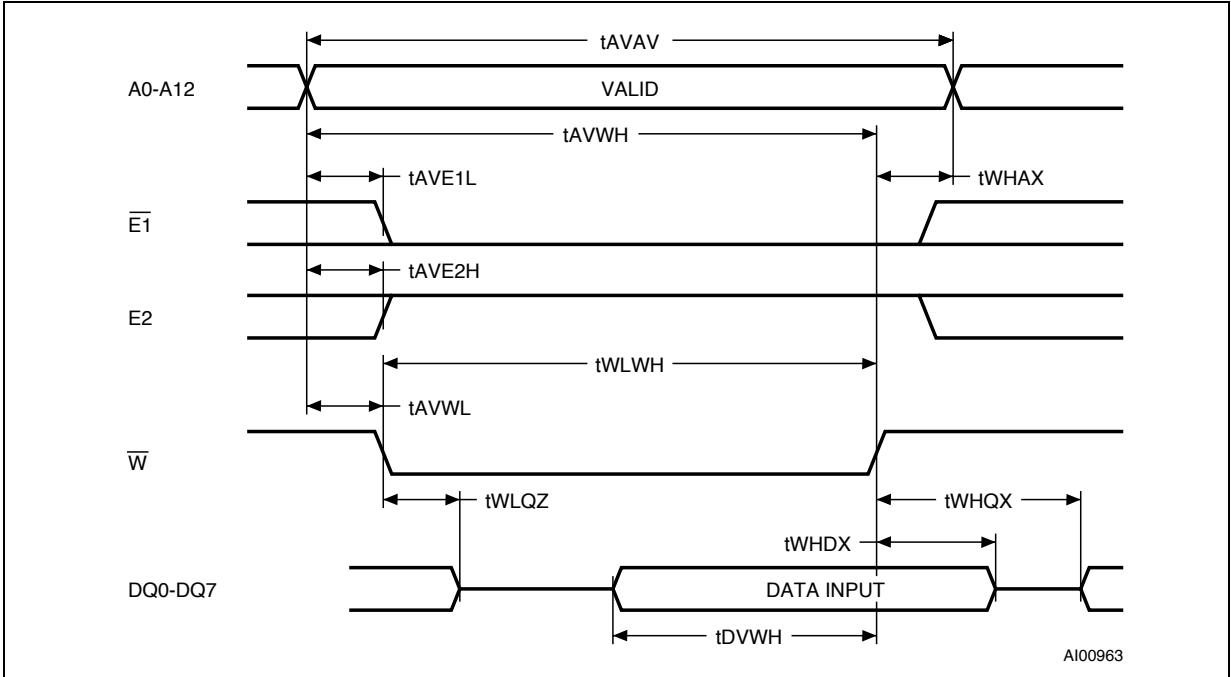 tAVAV
A0-A12
VALID
tAVWH
tAVE1L
tWHAX
E1
tAVE2H
E2
tWLWH
tAVWL
W
tWLQZ
tWHQX
tWHDX
DQ0-DQ7
DATA INPUT
tDVWH
AI00963